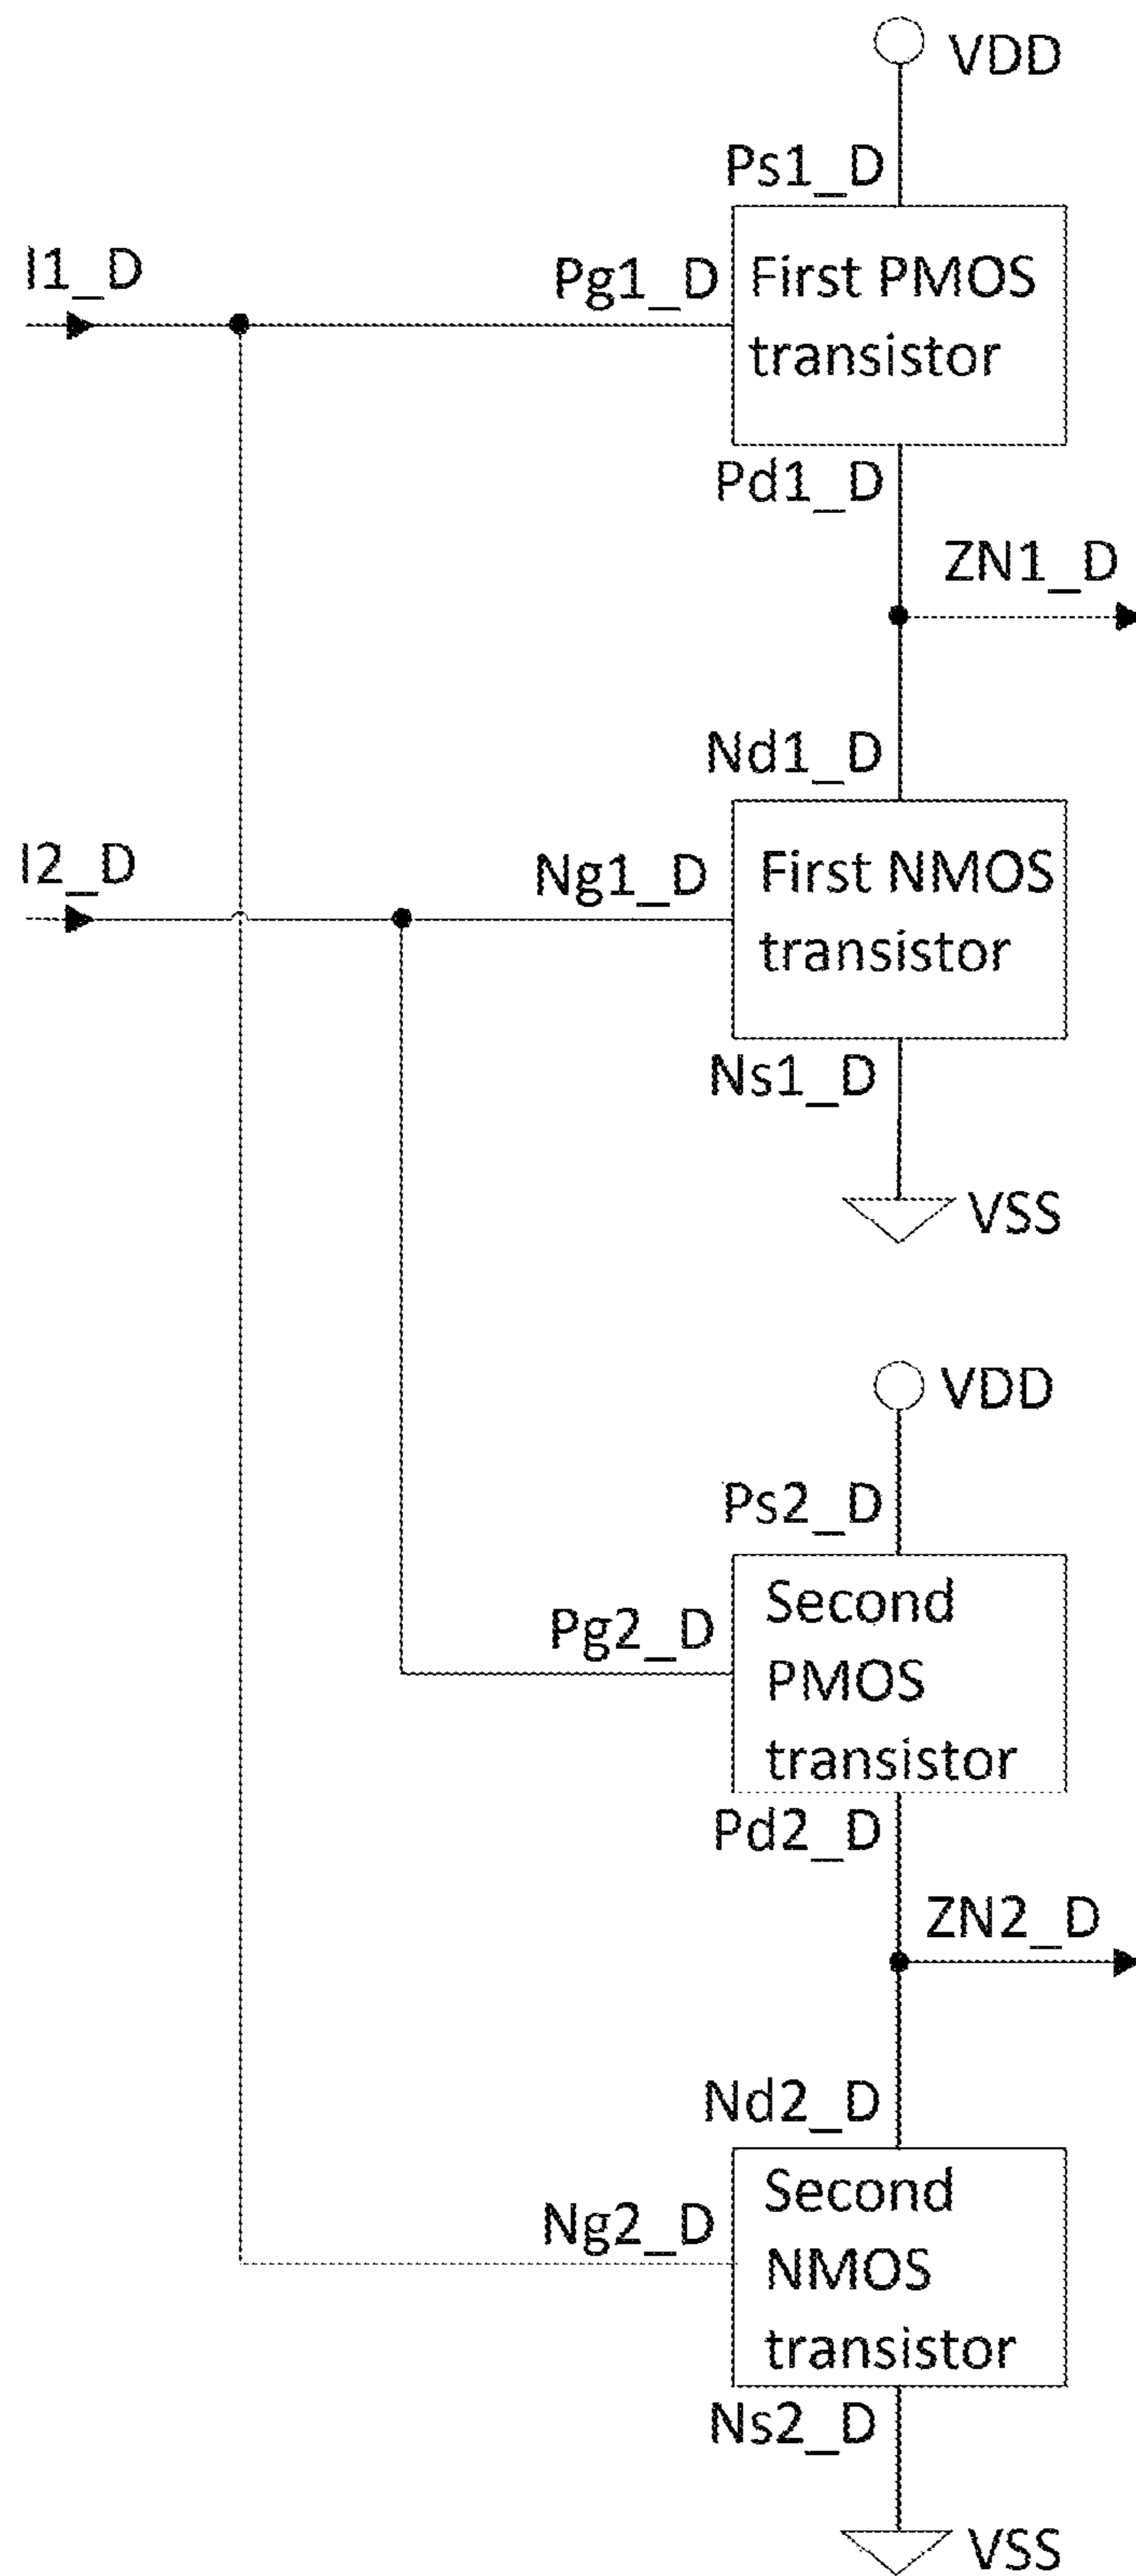 VDD
Ps1_D
I1_D
Pg1_D
First PMOS
transistor
Pd1_D
ZN1_D
Nd1_D
I2_D
Ng1_D
First NMOS
transistor
Ns1_D
VSS
VDD
Ps2_D
Pg2_D
Second
PMOS
transistor
Pd2_D
ZN2_D
Nd2_D
Ng2_D
Second
NMOS
transistor
Ns2_D
VSS